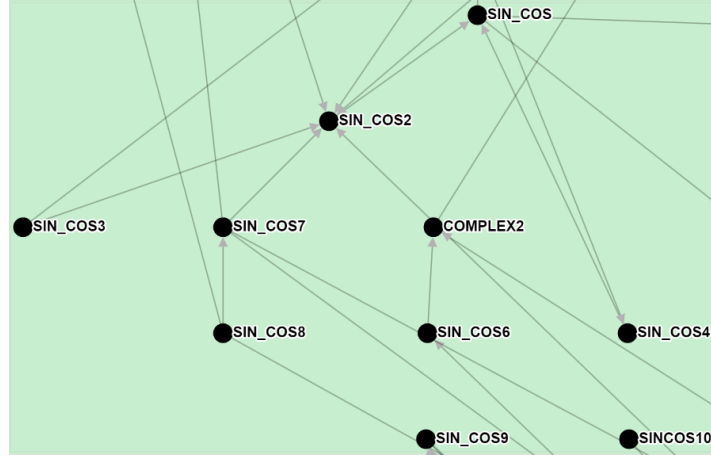 SIN_COS
SIN_COS2
SIN_COS3
SIN_COS7
COMPLEX2
SIN_COS8
SIN_COS6
SIN_COS4
SIN_COS9
SINCOS10